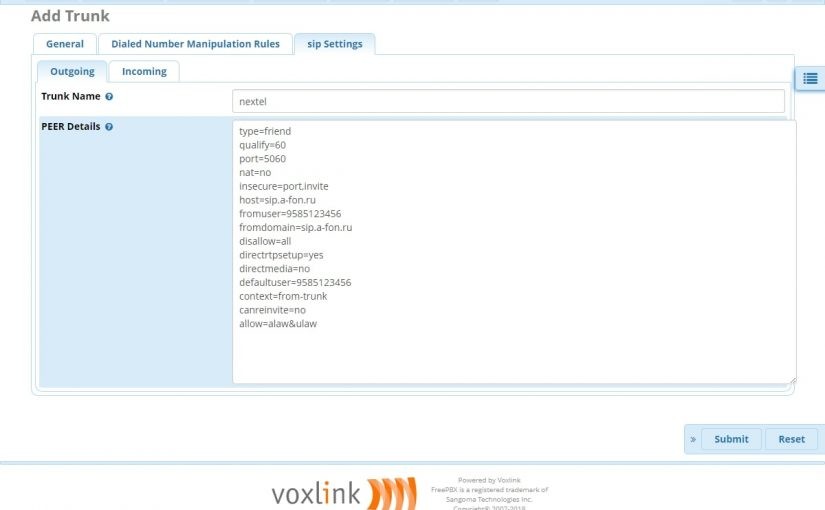 Add Trunk
General Dialed Number Manipulation Rules sip Settings
Outgoing Incoming
Trunk Name nextel
PEER Details
type=friend
qualify=60
port=5060
nat=no
insecure=port,invite
host=sip.a-fon.ru
fromuser=9585123456
fromdomain=sip.a-fon.ru
disallow=all
directrtpsetup=yes
directmedia=no
defaultuser=9585123456
context=from-trunk
canreinvite=no
allow=alaw&ulaw
» Submit Reset
voxlink
Powered by Voxlink
FreePBX is a registered trademark of
Sangoma Technologies Inc.
Copyright© 2007-2018